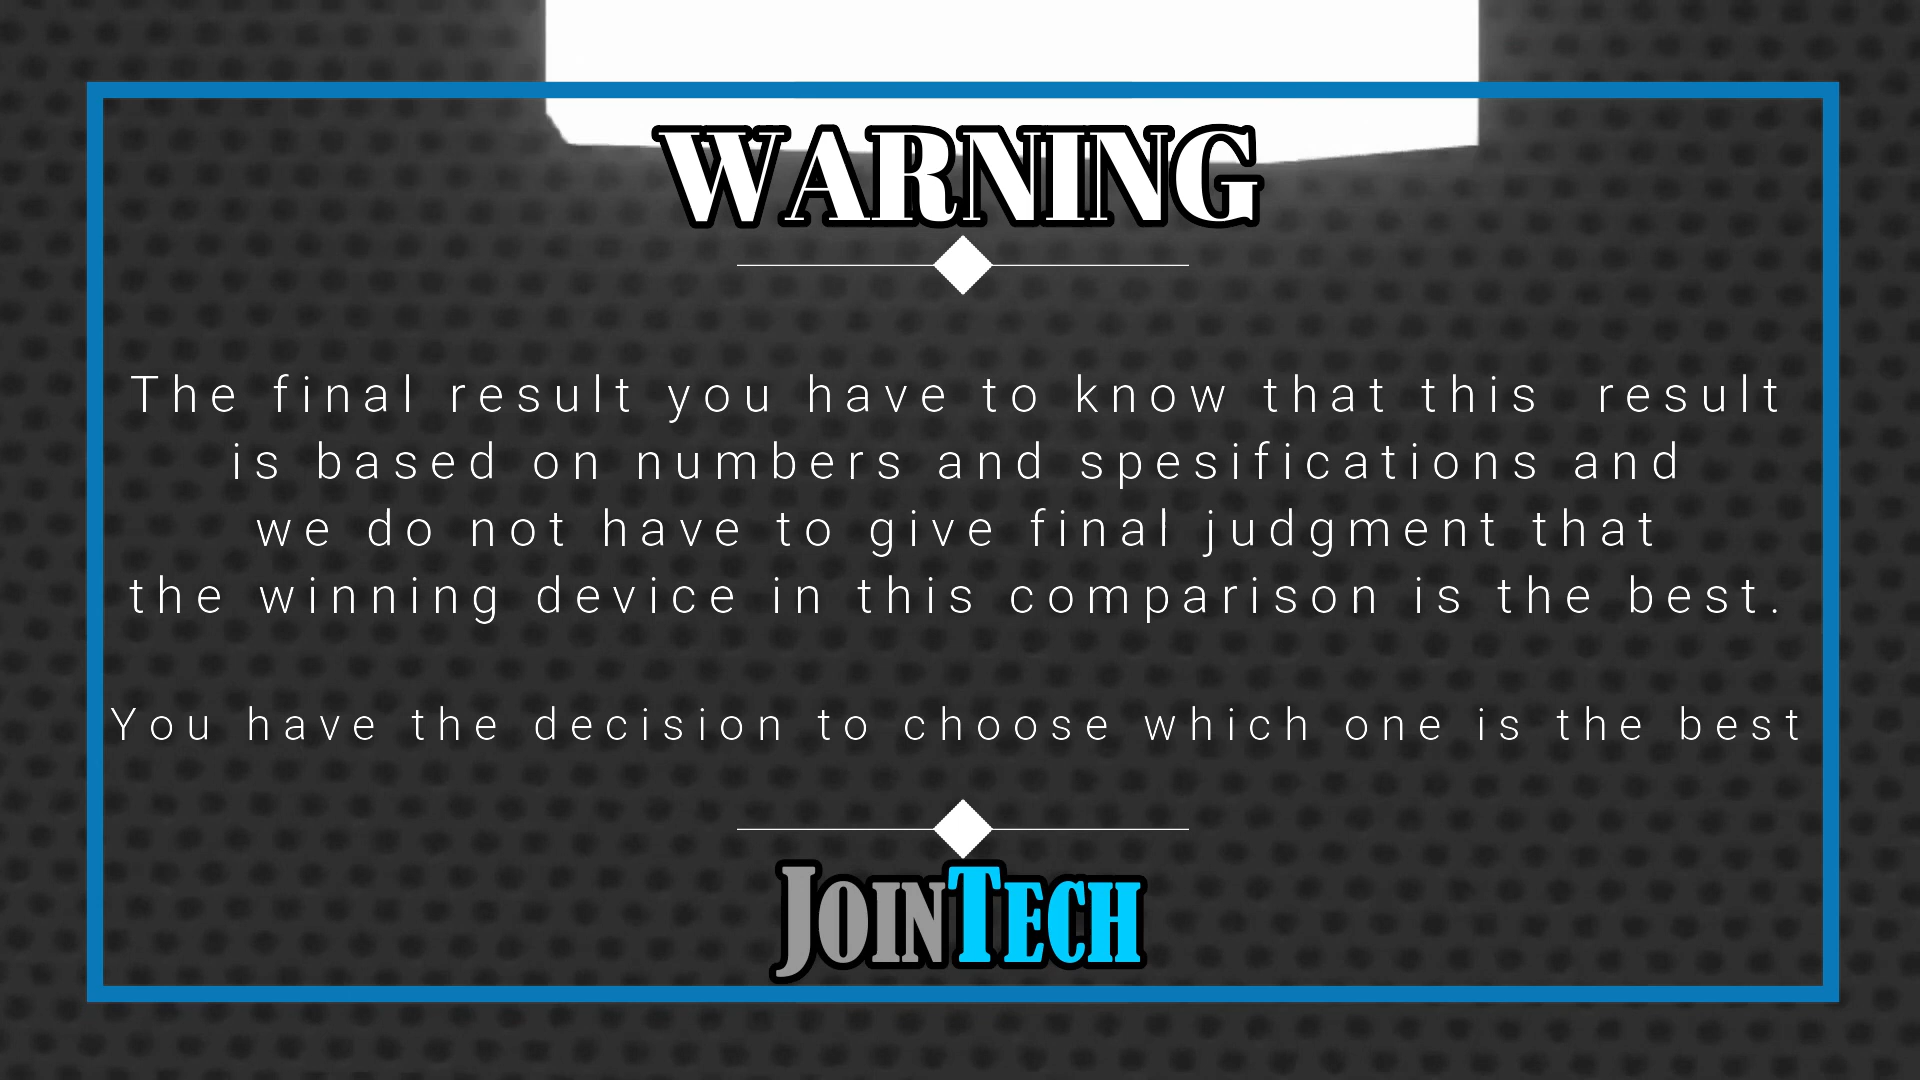 WARNING
The final result you have to know that this result
is based on numbers and spesifications and
we do not have to give final judgment that
the winning device in this comparison is the best.
You have the decision to choose which one is the best
JOINTECH